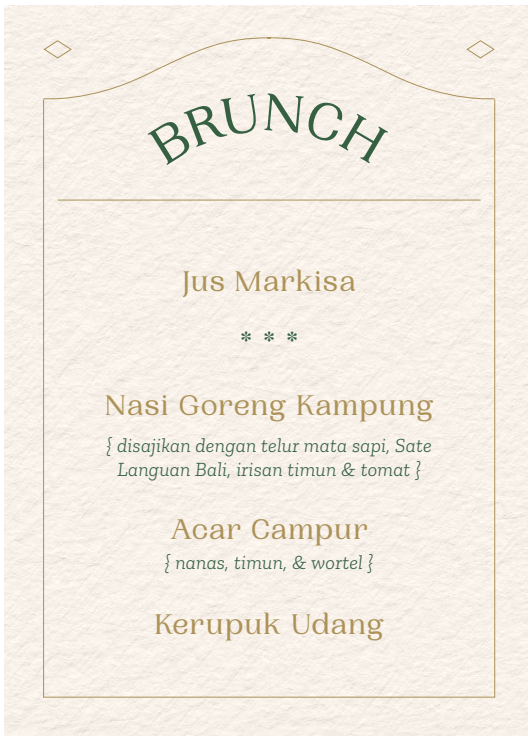 BRUNCH
Jus Markisa
* * *
Nasi Goreng Kampung
{ disajikan dengan telur mata sapi, Sate
Languan Bali, irisan timun & tomat }
Acar Campur
{ nanas, timun, & wortel }
Kerupuk Udang